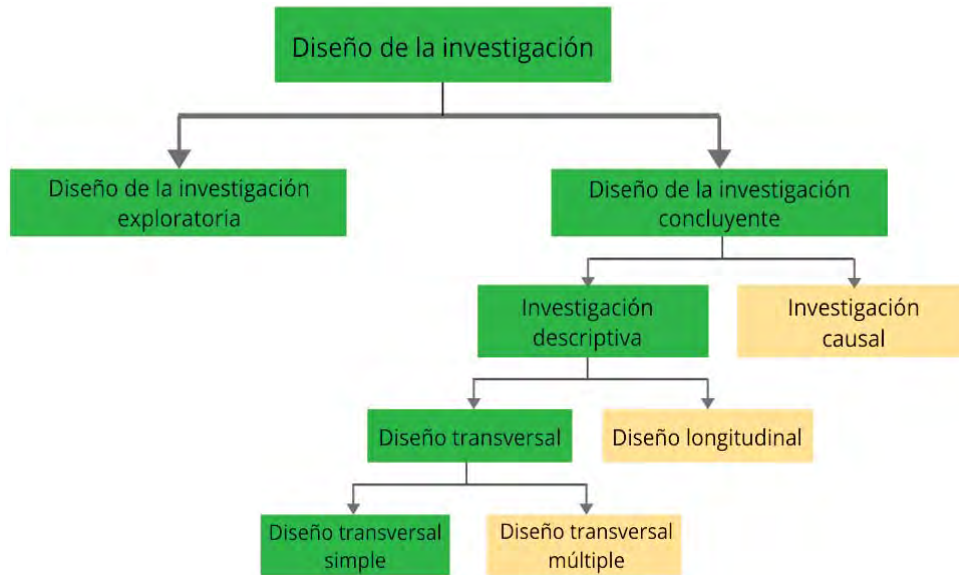 Diseño de la investigación
Diseño de la investigación
exploratoria
Diseño de la investigación
concluyente
Investigación
descriptiva
Investigación
causal
Diseño transversal
Diseño longitudinal
Diseño transversal
simple
Diseño transversal
múltiple